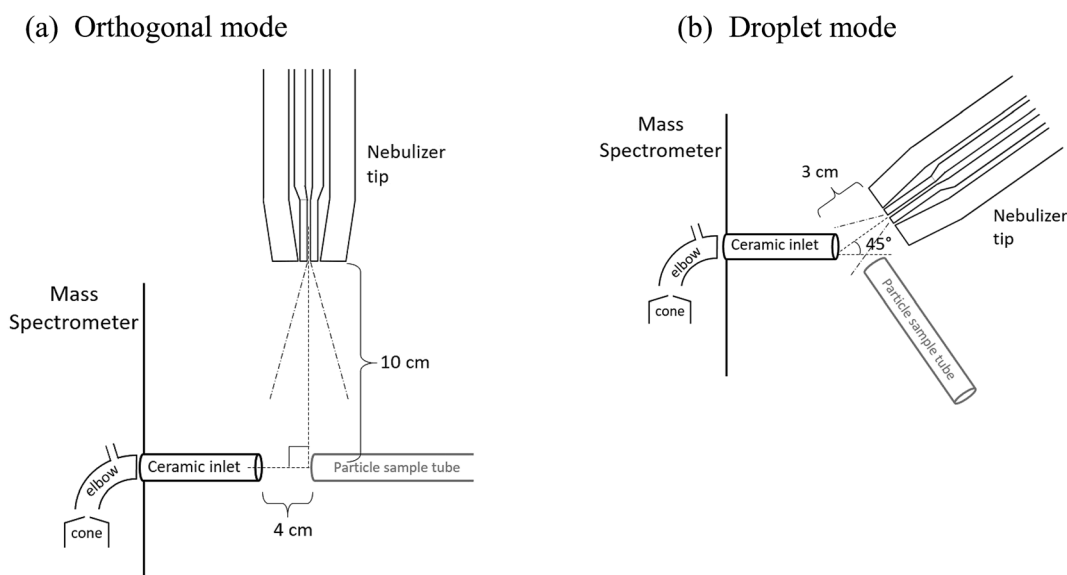 (a) Orthogonal mode
Nebulizer
tip
Mass
Spectrometer
10 cm
Ceramic inlet
Particle sample tube
elbow
cone
4 cm
(b) Droplet mode
Mass
Spectrometer
3 cm
Nebulizer
tip
Ceramic inlet
45°
elbow
cone
Particle sample tube